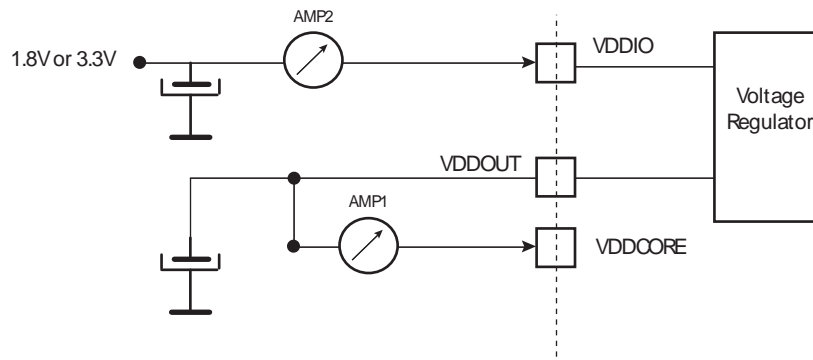 AMP2
1.8V or 3.3V
VDDIO
Voltage
Regulator
VDDOUT
AMP1
VDDCORE